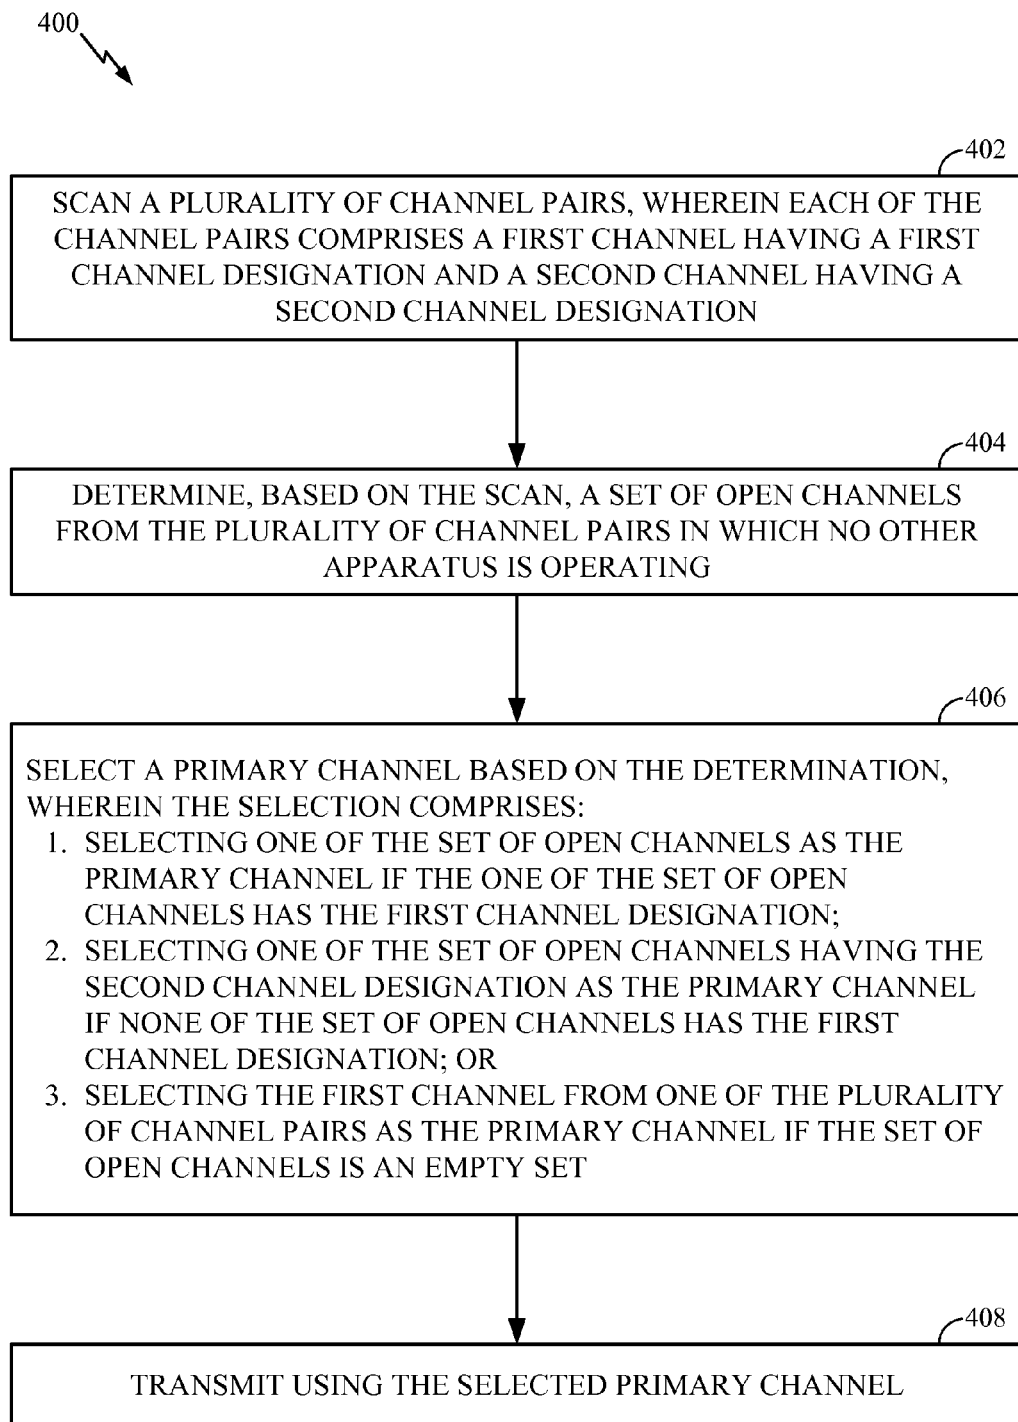 400
402
SCAN A PLURALITY OF CHANNEL PAIRS, WHEREIN EACH OF THE
CHANNEL PAIRS COMPRISES A FIRST CHANNEL HAVING A FIRST
CHANNEL DESIGNATION AND A SECOND CHANNEL HAVING A
SECOND CHANNEL DESIGNATION
404
DETERMINE, BASED ON THE SCAN, A SET OF OPEN CHANNELS
FROM THE PLURALITY OF CHANNEL PAIRS IN WHICH NO OTHER
APPARATUS IS OPERATING
406
SELECT A PRIMARY CHANNEL BASED ON THE DETERMINATION,
WHEREIN THE SELECTION COMPRISES:
1. SELECTING ONE OF THE SET OF OPEN CHANNELS AS THE
PRIMARY CHANNEL IF THE ONE OF THE SET OF OPEN
CHANNELS HAS THE FIRST CHANNEL DESIGNATION;
2. SELECTING ONE OF THE SET OF OPEN CHANNELS HAVING THE
SECOND CHANNEL DESIGNATION AS THE PRIMARY CHANNEL
IF NONE OF THE SET OF OPEN CHANNELS HAS THE FIRST
CHANNEL DESIGNATION; OR
3. SELECTING THE FIRST CHANNEL FROM ONE OF THE PLURALITY
OF CHANNEL PAIRS AS THE PRIMARY CHANNEL IF THE SET OF
OPEN CHANNELS IS AN EMPTY SET
408
TRANSMIT USING THE SELECTED PRIMARY CHANNEL